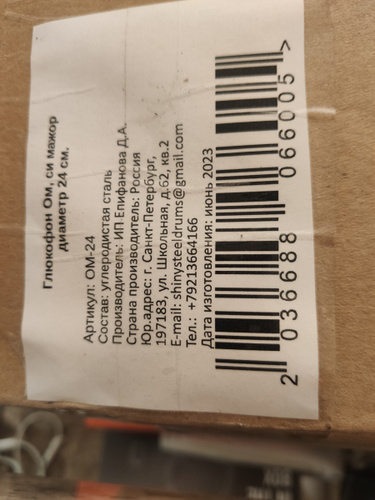 Глюкофон Ом, си мажор
диаметр 24 см.
Артикул: ОМ-24
Состав: углеродистая сталь
Производитель: ИП Епифанова Д.А.
Страна производитель: Россия
Юр.адрес: г. Санкт-Петербург,
197183, ул. Школьная, д.62, кв.2
E-mail: shinysteeldrums@gmail.com
Тел.: +79213664166
Дата изготовления: июнь 2023
2 036688 066005 >